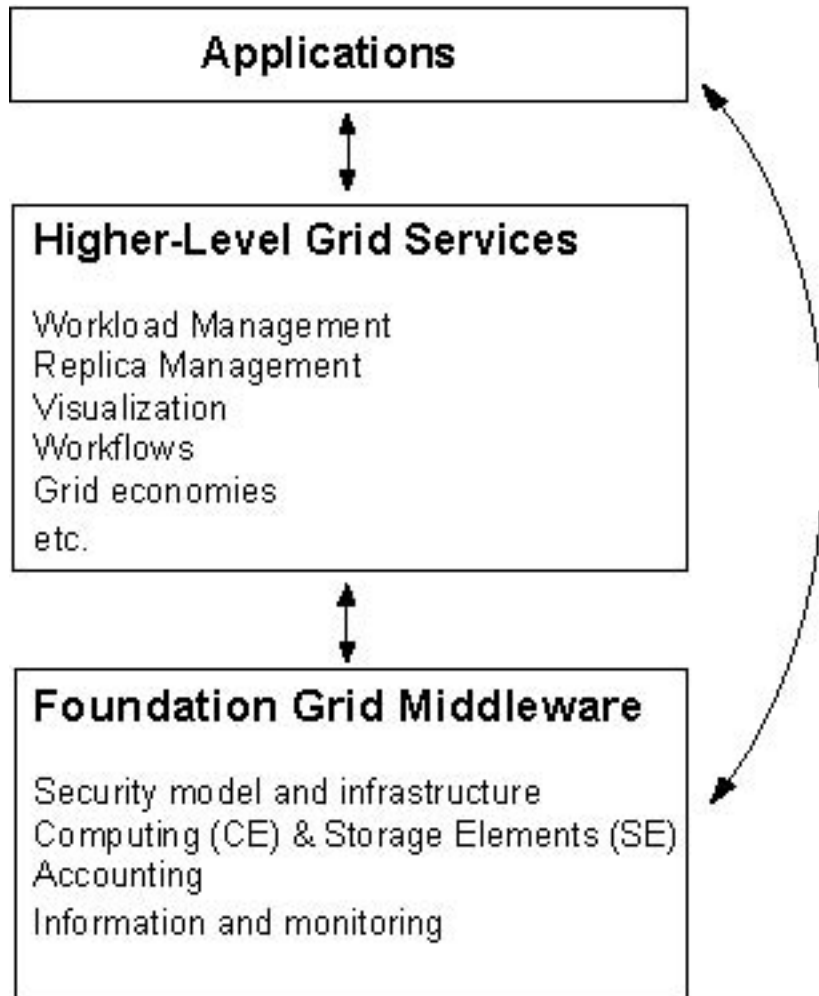 Applications
Higher-Level Grid Services
Workload Management
Replica Management
Visualization
Workflows
Grid economies
etc.
Foundation Grid Middleware
Security model and infrastructure
Computing (CE) & Storage Elements (SE)
Accounting
Information and monitoring